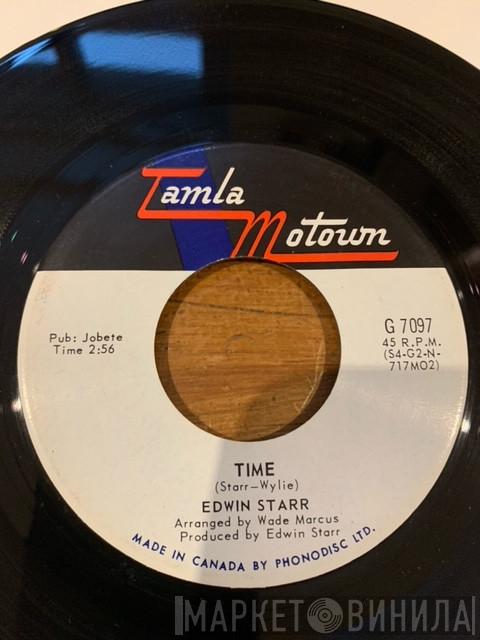 Tamla
Motown
Pub: Jobete
Time 2:56
G 7097
45 R.P.M.
(S4-G2-N-
717MO2)
TIME
(Starr-Wylie)
EDWIN STARR
Arranged by Wade Marcus
Produced by Edwin Starr
MADE IN CANADA BY PHONODISC LTD.
МАРКЕТ ВИНИЛА